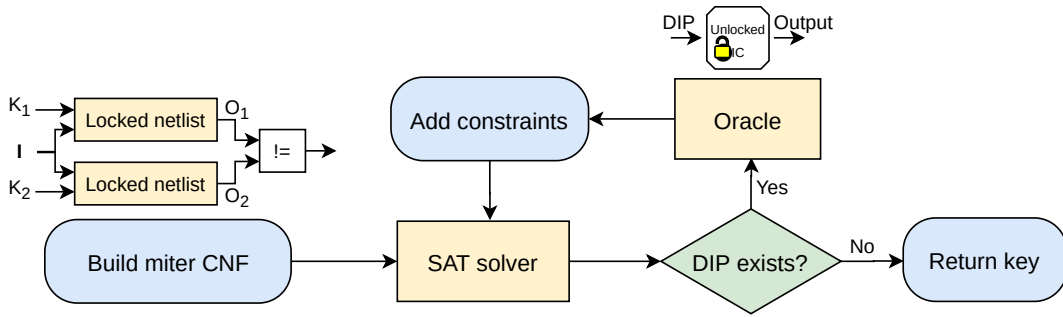 DIP
Unlocked
IC
Output
K1
Locked netlist
O1
I
!=
Locked netlist
K2
O2
Add constraints
Oracle
Yes
Build miter CNF
SAT solver
DIP exists?
No
Return key